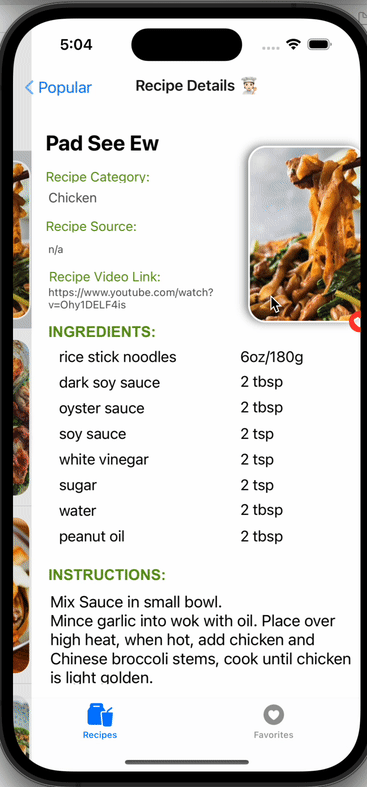 5:04
Popular
Recipe Details
Pad See Ew
Recipe Category:
Chicken
Recipe Source:
n/a
Recipe Video Link:
https://www.youtube.com/watch?
v=Ohy1DELF4is
INGREDIENTS:
rice stick noodles 6oz/180g
dark soy sauce 2 tbsp
oyster sauce 2 tbsp
soy sauce 2 tsp
white vinegar 2 tsp
sugar 2 tsp
water 2 tbsp
peanut oil 2 tbsp
INSTRUCTIONS:
Mix Sauce in small bowl.
Mince garlic into wok with oil. Place over
high heat, when hot, add chicken and
Chinese broccoli stems, cook until chicken
is light golden.
Recipes
Favorites